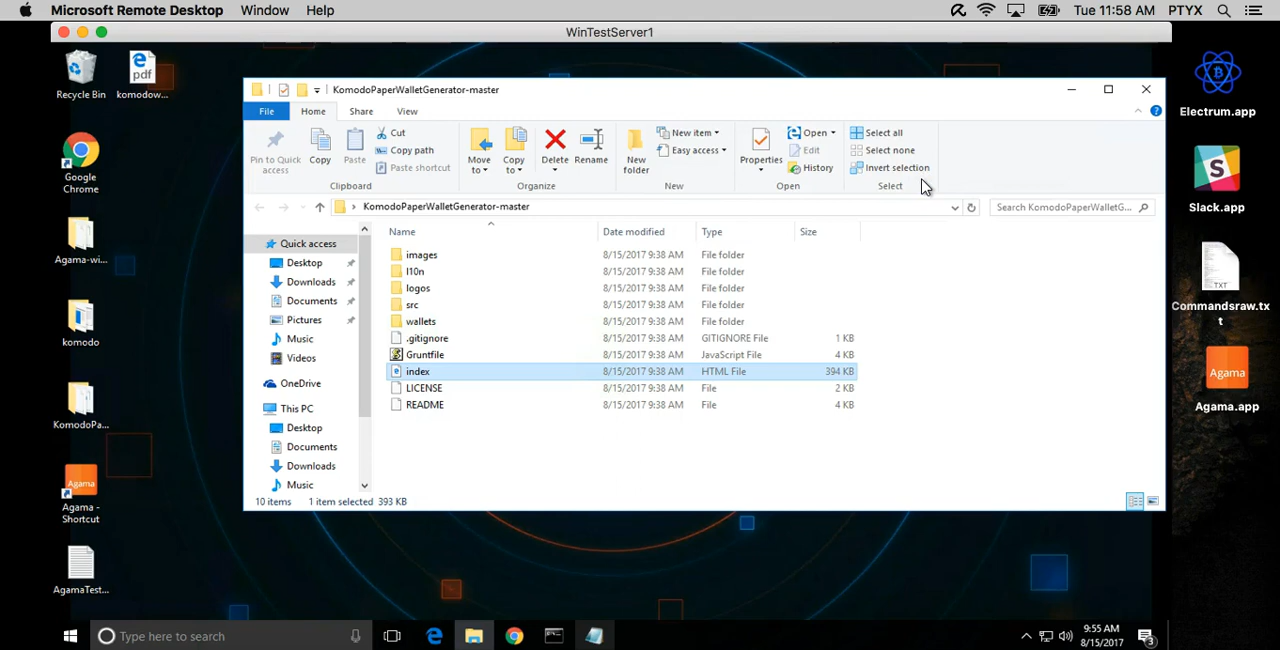 Microsoft Remote Desktop Window Help Tue 11:58 AM PTYX
WinTestServer1
Recycle Bin
pdf
komodow...
Google
Chrome
Agama-wi...
komodo
KomodoPa...
Agama
Agama -
Shortcut
AgamaTest...
KomodoPaperWalletGenerator-master
File Home Share View
Pin to Quick
access
Copy
Paste
Cut
Copy path
Paste shortcut
Clipboard
Move
to
Copy
to
Delete
Rename
Organize
New
folder
New item
Easy access
New
Properties
Open
Edit
History
Open
Select all
Select none
Invert selection
Select
KomodoPaperWalletGenerator-master
Search KomodoPaperWalletG...
Name Date modified Type Size
Quick access
Desktop
Downloads
Documents
Pictures
Music
Videos
OneDrive
This PC
Desktop
Documents
Downloads
Music
images 8/15/2017 9:38 AM File folder
l10n 8/15/2017 9:38 AM File folder
logos 8/15/2017 9:38 AM File folder
src 8/15/2017 9:38 AM File folder
wallets 8/15/2017 9:38 AM File folder
.gitignore 8/15/2017 9:38 AM GITIGNORE File 1 KB
Gruntfile 8/15/2017 9:38 AM JavaScript File 4 KB
index 8/15/2017 9:38 AM HTML File 394 KB
LICENSE 8/15/2017 9:38 AM File 2 KB
README 8/15/2017 9:38 AM File 4 KB
10 items 1 item selected 393 KB
Electrum.app
Slack.app
TXT
Commandsraw.tx
t
Agama
Agama.app
Type here to search
9:55 AM
8/15/2017
3